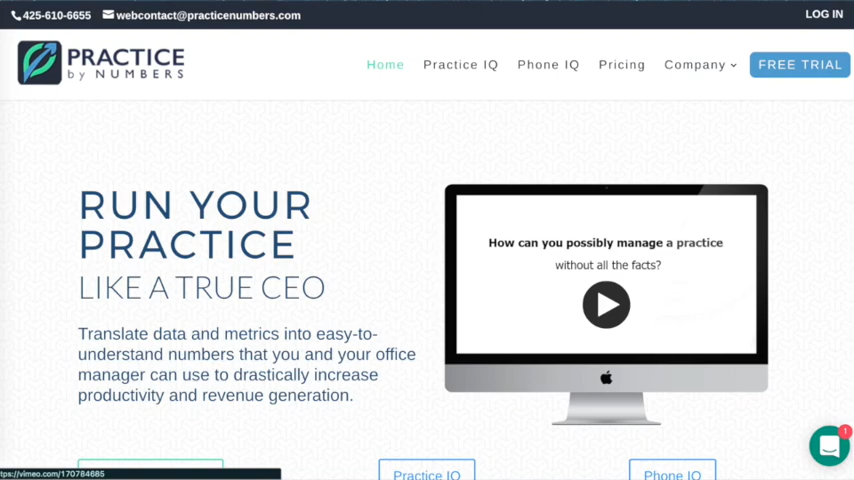 425-610-6655 webcontact@practicenumbers.com LOG IN
PRACTICE
by NUMBERS
Home Practice IQ Phone IQ Pricing Company FREE TRIAL
RUN YOUR
PRACTICE
LIKE A TRUE CEO
Translate data and metrics into easy-to-
understand numbers that you and your office
manager can use to drastically increase
productivity and revenue generation.
How can you possibly manage a practice
without all the facts?
1
Practice IQ Phone IQ
tps://vimeo.com/170784685